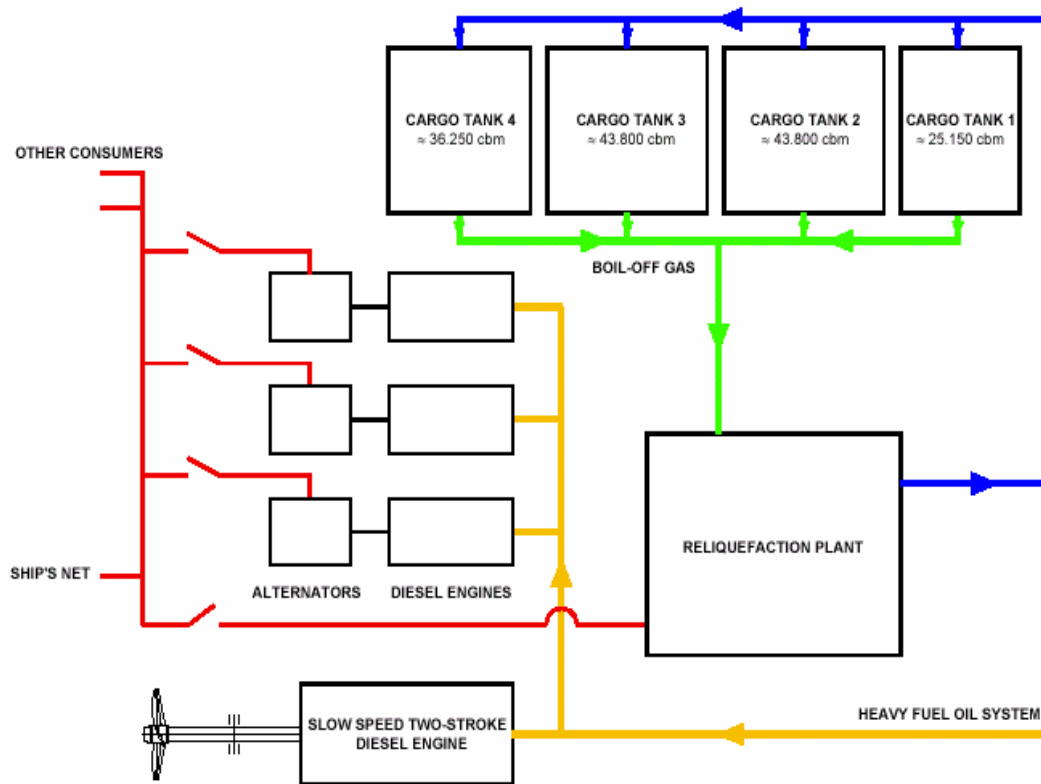 CARGO TANK 4
≈ 36.250 cbm
CARGO TANK 3
≈ 43.800 cbm
CARGO TANK 2
≈ 43.800 cbm
CARGO TANK 1
≈ 25.150 cbm
OTHER CONSUMERS
BOIL-OFF GAS
RELIQUEFACTION PLANT
SHIP'S NET
ALTERNATORS
DIESEL ENGINES
SLOW SPEED TWO-STROKE
DIESEL ENGINE
HEAVY FUEL OIL SYSTEM